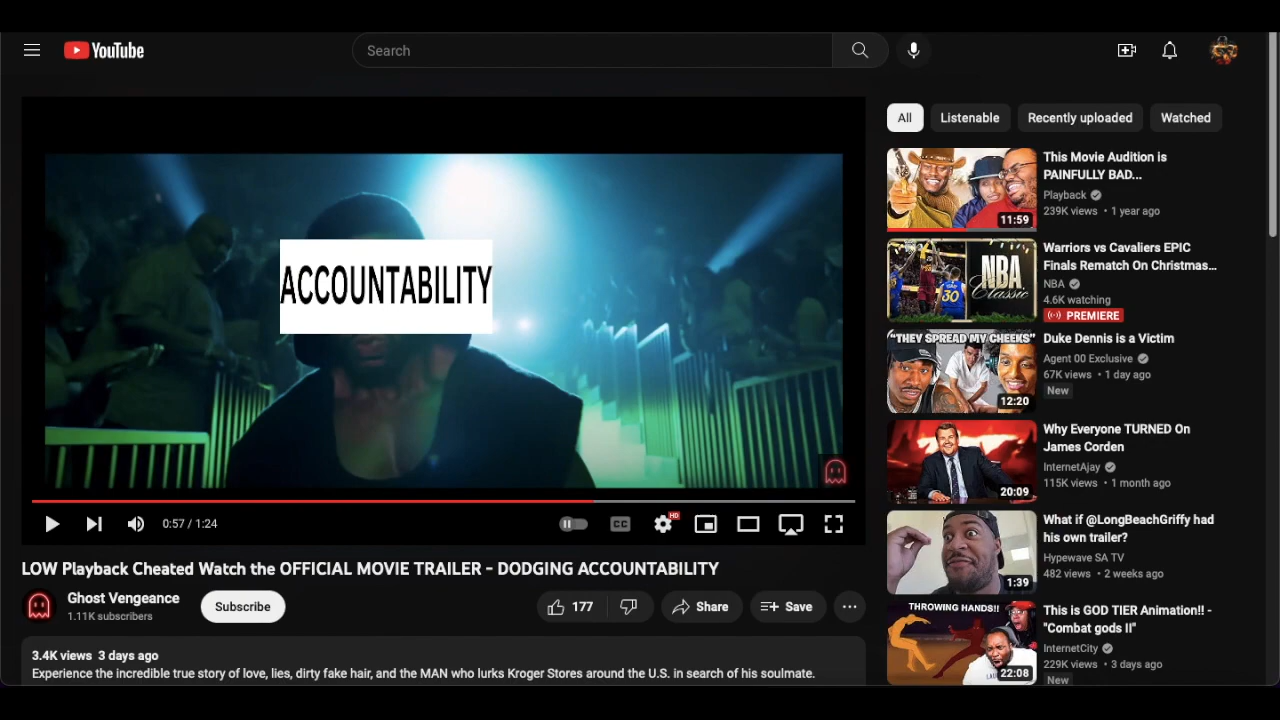 YouTube
Search
All
Listenable
Recently uploaded
Watched
ACCOUNTABILITY
0:57 / 1:24
CC
HD
LOW Playback Cheated Watch the OFFICIAL MOVIE TRAILER - DODGING ACCOUNTABILITY
Ghost Vengeance
1.11K subscribers
Subscribe
177
Share
Save
3.4K views 3 days ago
Experience the incredible true story of love, lies, dirty fake hair, and the MAN who lurks Kroger Stores around the U.S. in search of his soulmate.
11:59
This Movie Audition is
PAINFULLY BAD...
Playback
239K views • 1 year ago
NBA
Classic
30
Warriors vs Cavaliers EPIC
Finals Rematch On Christmas...
NBA
4.6K watching
PREMIERE
"THEY SPREAD MY CHEEKS"
12:20
Duke Dennis is a Victim
Agent 00 Exclusive
67K views • 1 day ago
New
20:09
Why Everyone TURNED On
James Corden
InternetAjay
115K views • 1 month ago
1:39
What if @LongBeachGriffy had
his own trailer?
Hypewave SA TV
482 views • 2 weeks ago
THROWING HANDS!!
22:08
This is GOD TIER Animation!! -
"Combat gods II"
InternetCity
229K views • 3 days ago
New